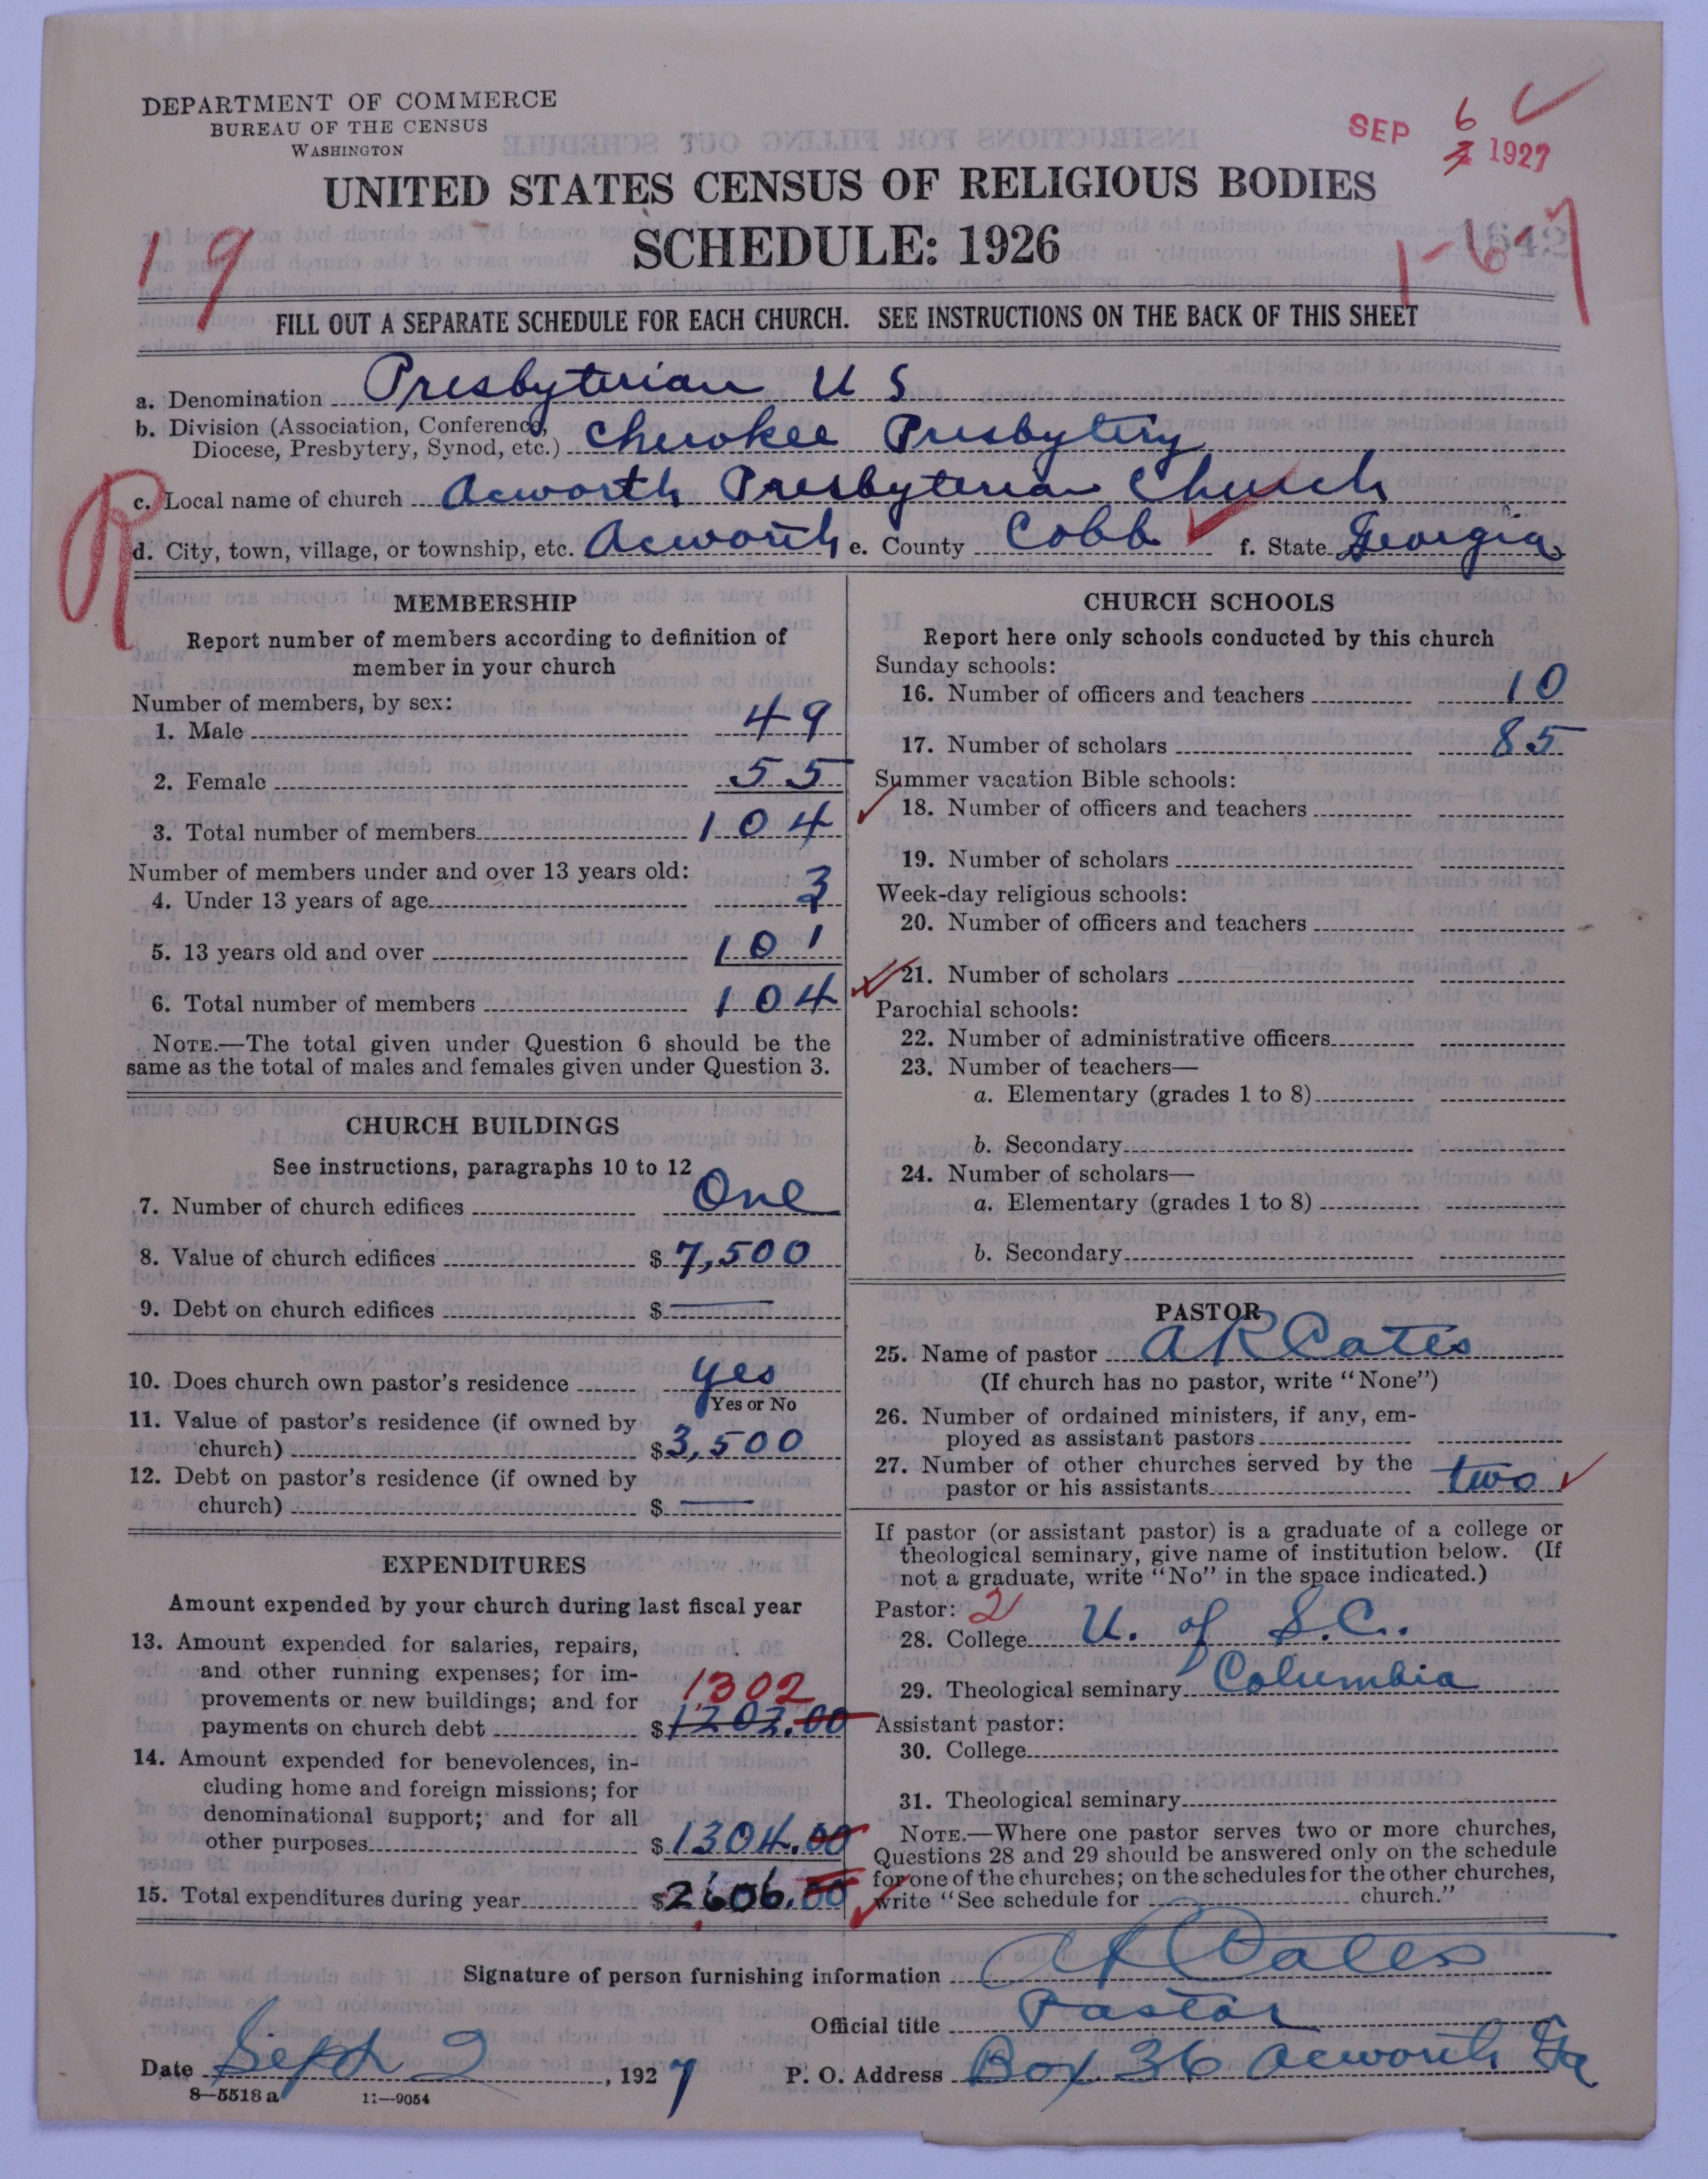 DEPARTMENT OF COMMERCE
BUREAU OF THE CENSUS
WASHINGTON
SEP 6 1927
UNITED STATES CENSUS OF RELIGIOUS BODIES
SCHEDULE: 1926
19
1-67
FILL OUT A SEPARATE SCHEDULE FOR EACH CHURCH. SEE INSTRUCTIONS ON THE BACK OF THIS SHEET
a. Denomination Presbyterian U S
b. Division (Association, Conference, Diocese, Presbytery, Synod, etc.) Cherokee Presbytery
R
c. Local name of church Acworth Presbyterian Church
d. City, town, village, or township, etc. Acworth e. County Cobb f. State Georgia
MEMBERSHIP
Report number of members according to definition of
member in your church
Number of members, by sex:
1. Male 49
2. Female 55
3. Total number of members 104
Number of members under and over 13 years old:
4. Under 13 years of age 3
5. 13 years old and over 101
6. Total number of members 104
NOTE.—The total given under Question 6 should be the
same as the total of males and females given under Question 3.
CHURCH BUILDINGS
See instructions, paragraphs 10 to 12
7. Number of church edifices One
8. Value of church edifices $ 7,500
9. Debt on church edifices $ —
10. Does church own pastor's residence yes
Yes or No
11. Value of pastor's residence (if owned by
church) $ 3,500
12. Debt on pastor's residence (if owned by
church) $ —
EXPENDITURES
Amount expended by your church during last fiscal year
13. Amount expended for salaries, repairs,
and other running expenses; for im-
provements or new buildings; and for 1302
payments on church debt $ 1202.00
14. Amount expended for benevolences, in-
cluding home and foreign missions; for
denominational support; and for all
other purposes $ 1304.00
15. Total expenditures during year $ 2606.00
CHURCH SCHOOLS
Report here only schools conducted by this church
Sunday schools:
16. Number of officers and teachers 10
17. Number of scholars 85
Summer vacation Bible schools:
18. Number of officers and teachers
19. Number of scholars
Week-day religious schools:
20. Number of officers and teachers
21. Number of scholars
Parochial schools:
22. Number of administrative officers
23. Number of teachers—
a. Elementary (grades 1 to 8)
b. Secondary
24. Number of scholars—
a. Elementary (grades 1 to 8)
b. Secondary
PASTOR
25. Name of pastor A R Cates
(If church has no pastor, write "None")
26. Number of ordained ministers, if any, em-
ployed as assistant pastors
27. Number of other churches served by the
pastor or his assistants two
If pastor (or assistant pastor) is a graduate of a college or
theological seminary, give name of institution below. (If
not a graduate, write "No" in the space indicated.)
Pastor: 2
28. College U. of S.C.
29. Theological seminary Columbia
Assistant pastor:
30. College
31. Theological seminary
NOTE.—Where one pastor serves two or more churches,
Questions 28 and 29 should be answered only on the schedule
for one of the churches; on the schedules for the other churches,
write "See schedule for church."
Signature of person furnishing information A R Cates
Official title Pastor
Date Sept 2, 1927 P. O. Address Box 36 Acworth Ga
8—5518 a 11—9054